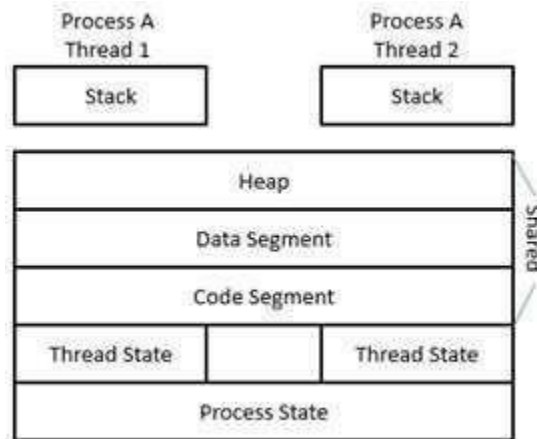 Process A
Thread 1
Process A
Thread 2
Stack
Stack
Heap
Data Segment
Code Segment
Shared
Thread State
Thread State
Process State